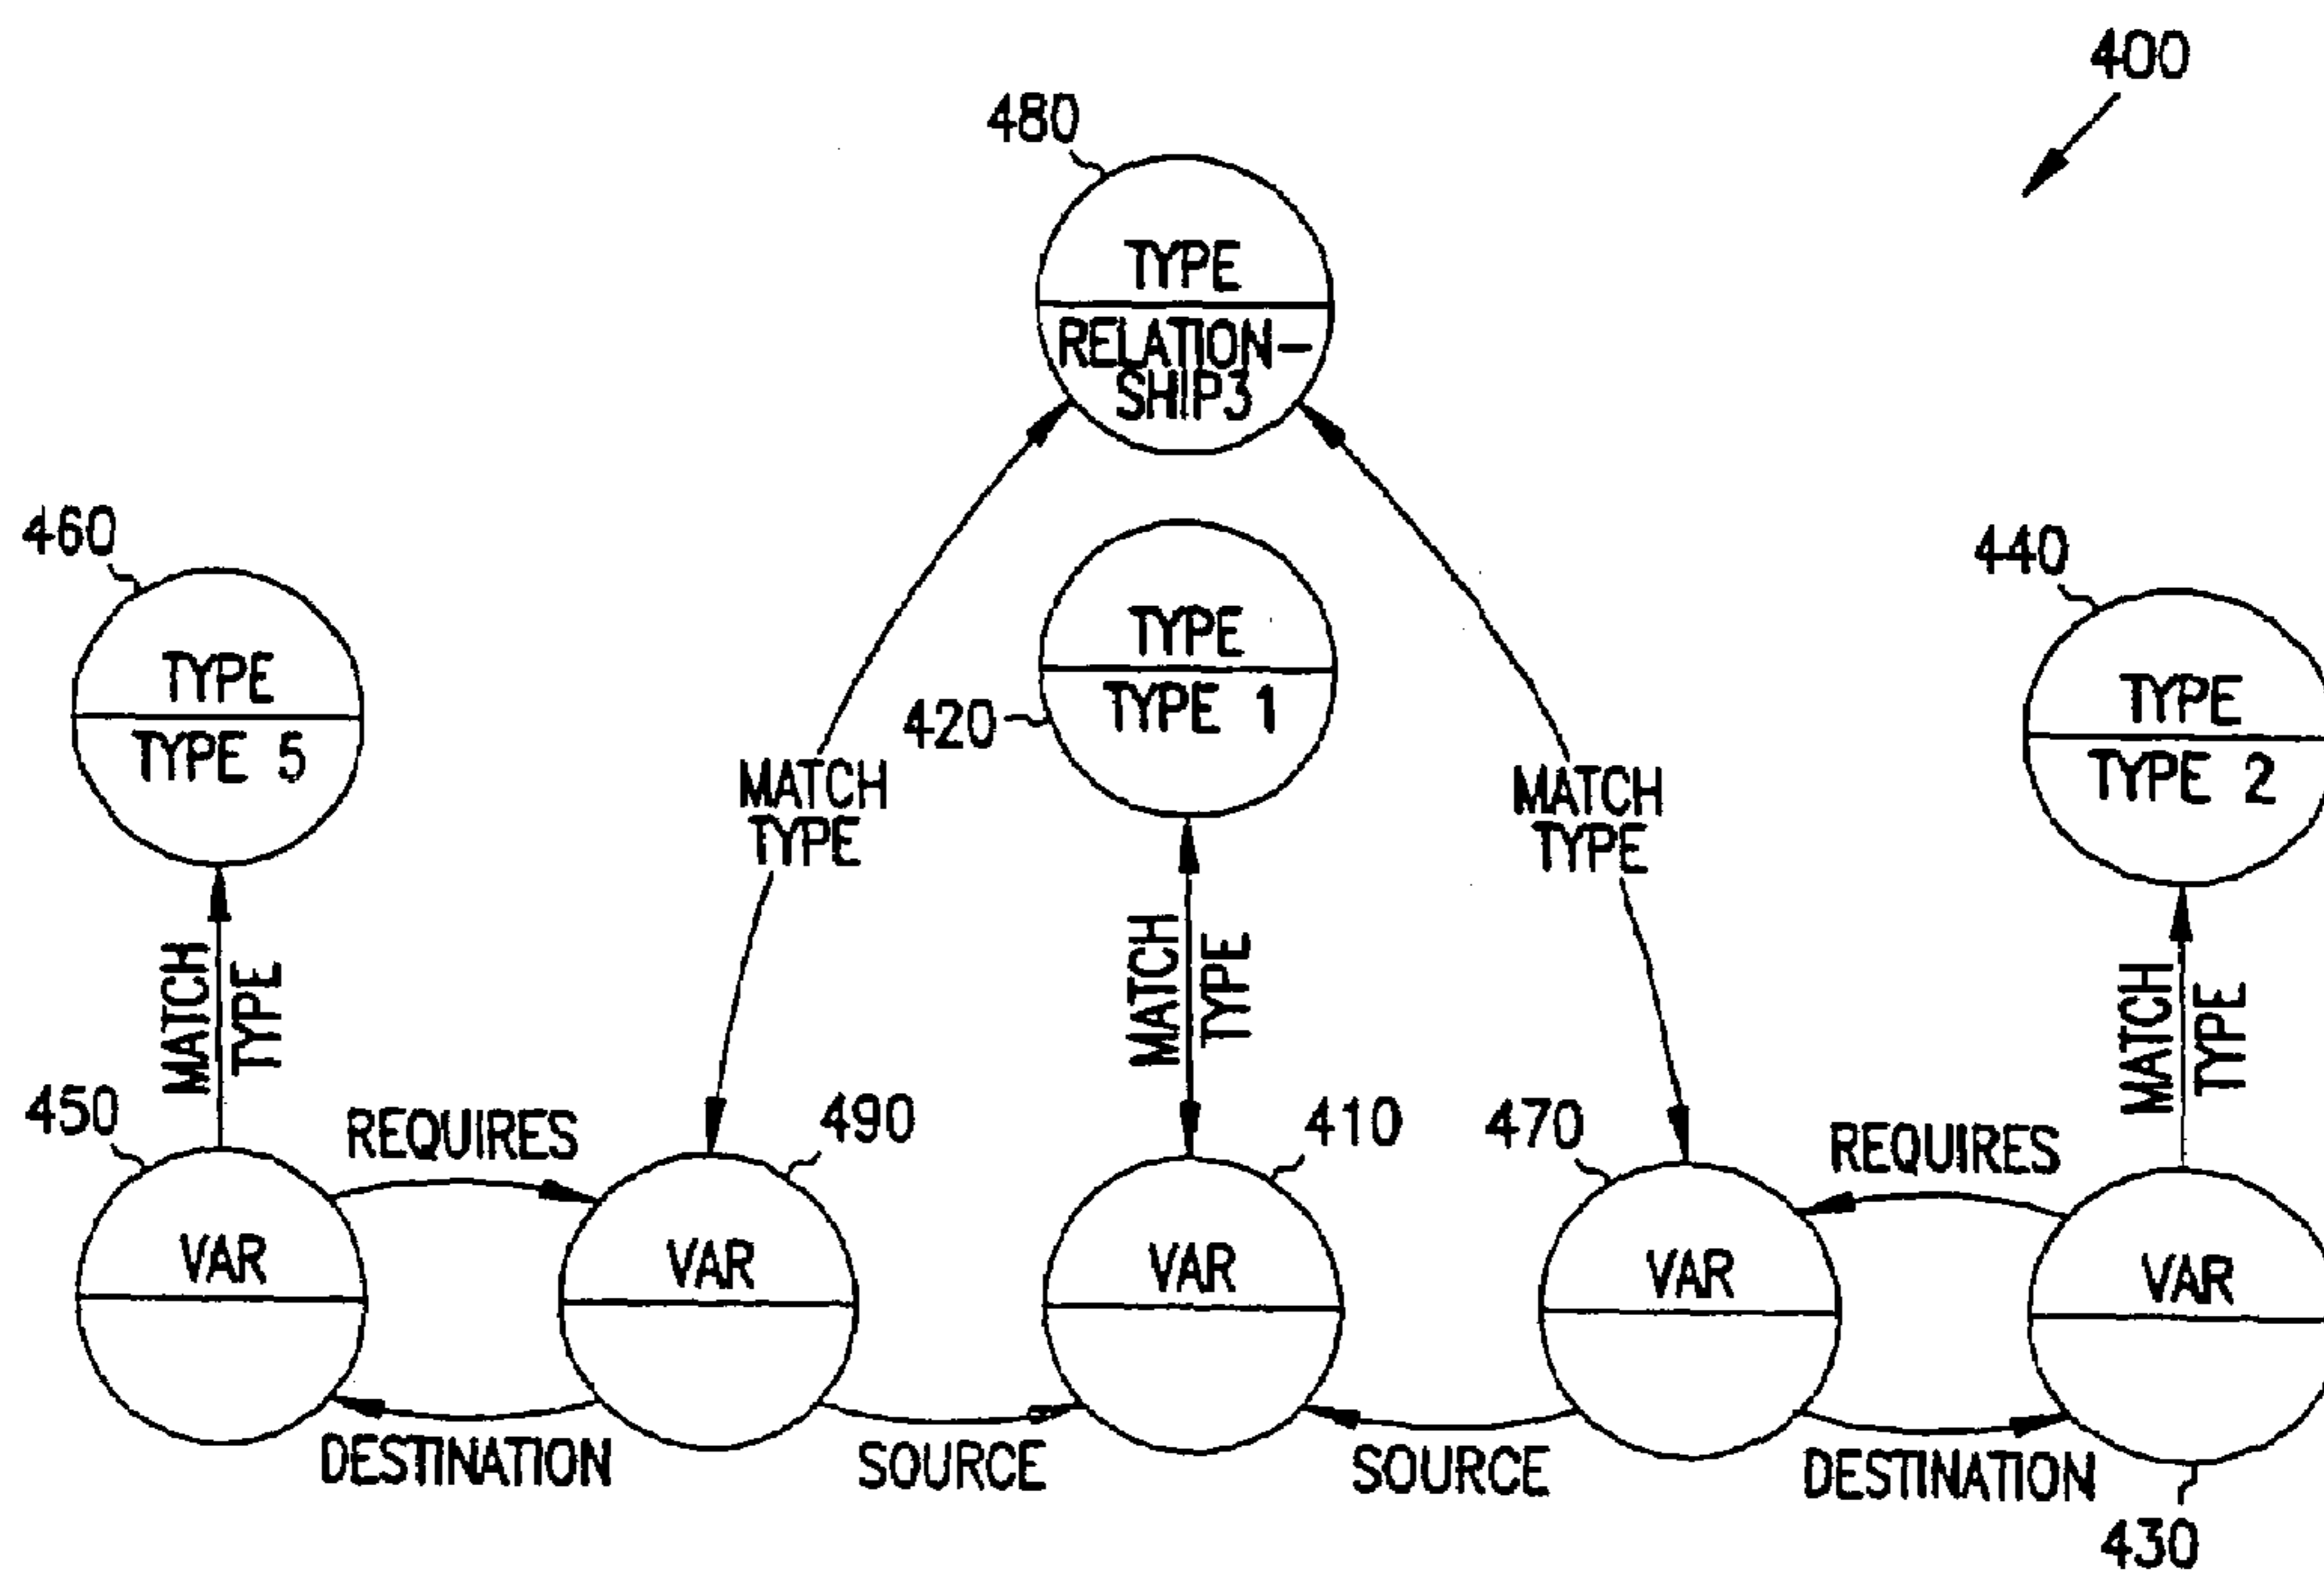 400
480
TYPE
RELATION-
SHIP3
460
TYPE
TYPE 5
420
TYPE
TYPE 1
440
TYPE
TYPE 2
MATCH
TYPE
MATCH
TYPE
MATCH
TYPE
MATCH
TYPE
MATCH
TYPE
450
REQUIRES
490
410
470
REQUIRES
VAR
VAR
VAR
VAR
VAR
DESTINATION
SOURCE
SOURCE
DESTINATION
430